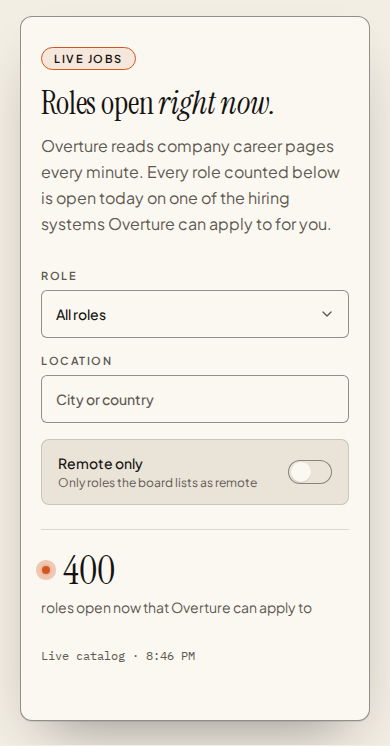 LIVE JOBS
Roles open right now.
Overture reads company career pages
every minute. Every role counted below
is open today on one of the hiring
systems Overture can apply to for you.
ROLE
All roles
LOCATION
City or country
Remote only
Only roles the board lists as remote
400
roles open now that Overture can apply to
Live catalog · 8:46 PM